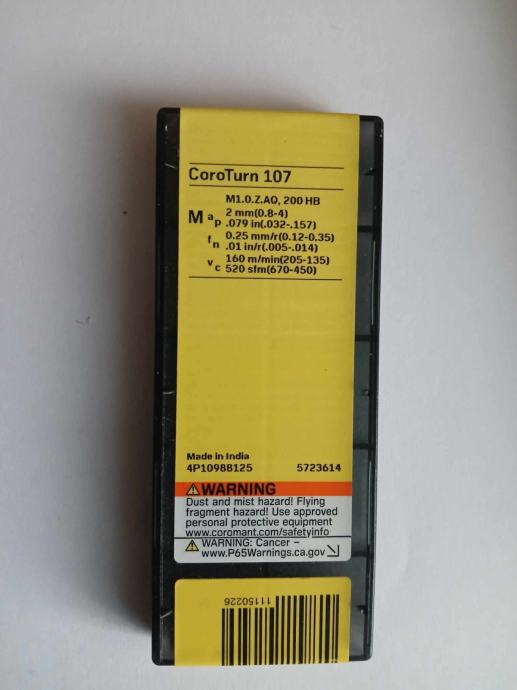 CoroTurn 107
M1.0.Z.AQ, 200 HB
M ap 2 mm(0.8-4)
.079 in(.032-.157)
fn 0.25 mm/r(0.12-0.35)
.01 in/r(.005-.014)
vc 160 m/min(205-135)
520 sfm(670-450)
Made in India
4P10988125 5723614
⚠WARNING
Dust and mist hazard! Flying
fragment hazard! Use approved
personal protective equipment
www.coromant.com/safetyinfo
⚠ WARNING: Cancer –
www.P65Warnings.ca.gov
11150226